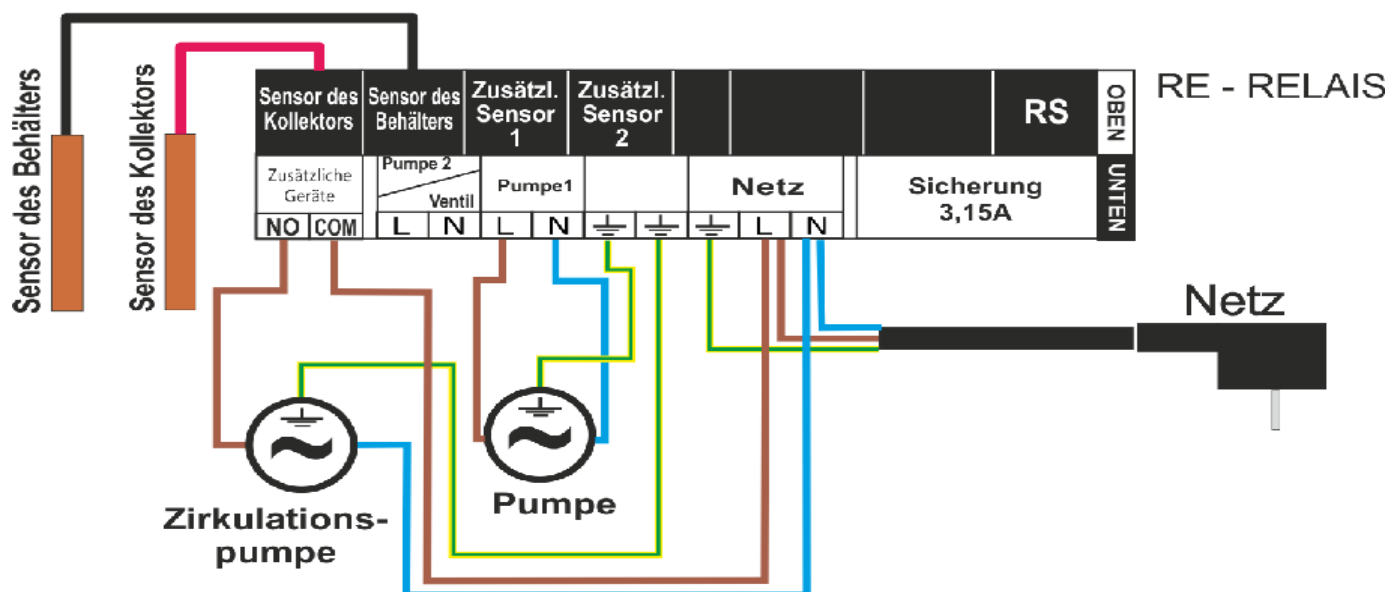 Sensor des Behälters
Sensor des Kollektors
Sensor des
Kollektors
Sensor des
Behälters
Zusätzl.
Sensor
1
Zusätzl.
Sensor
2
RS
OBEN
RE - RELAIS
Zusätzliche
Geräte
Pumpe 2
Ventil
Pumpe1
Netz
Sicherung
3,15A
UNTEN
NO COM L N L N L N
Netz
Zirkulations-
pumpe
Pumpe